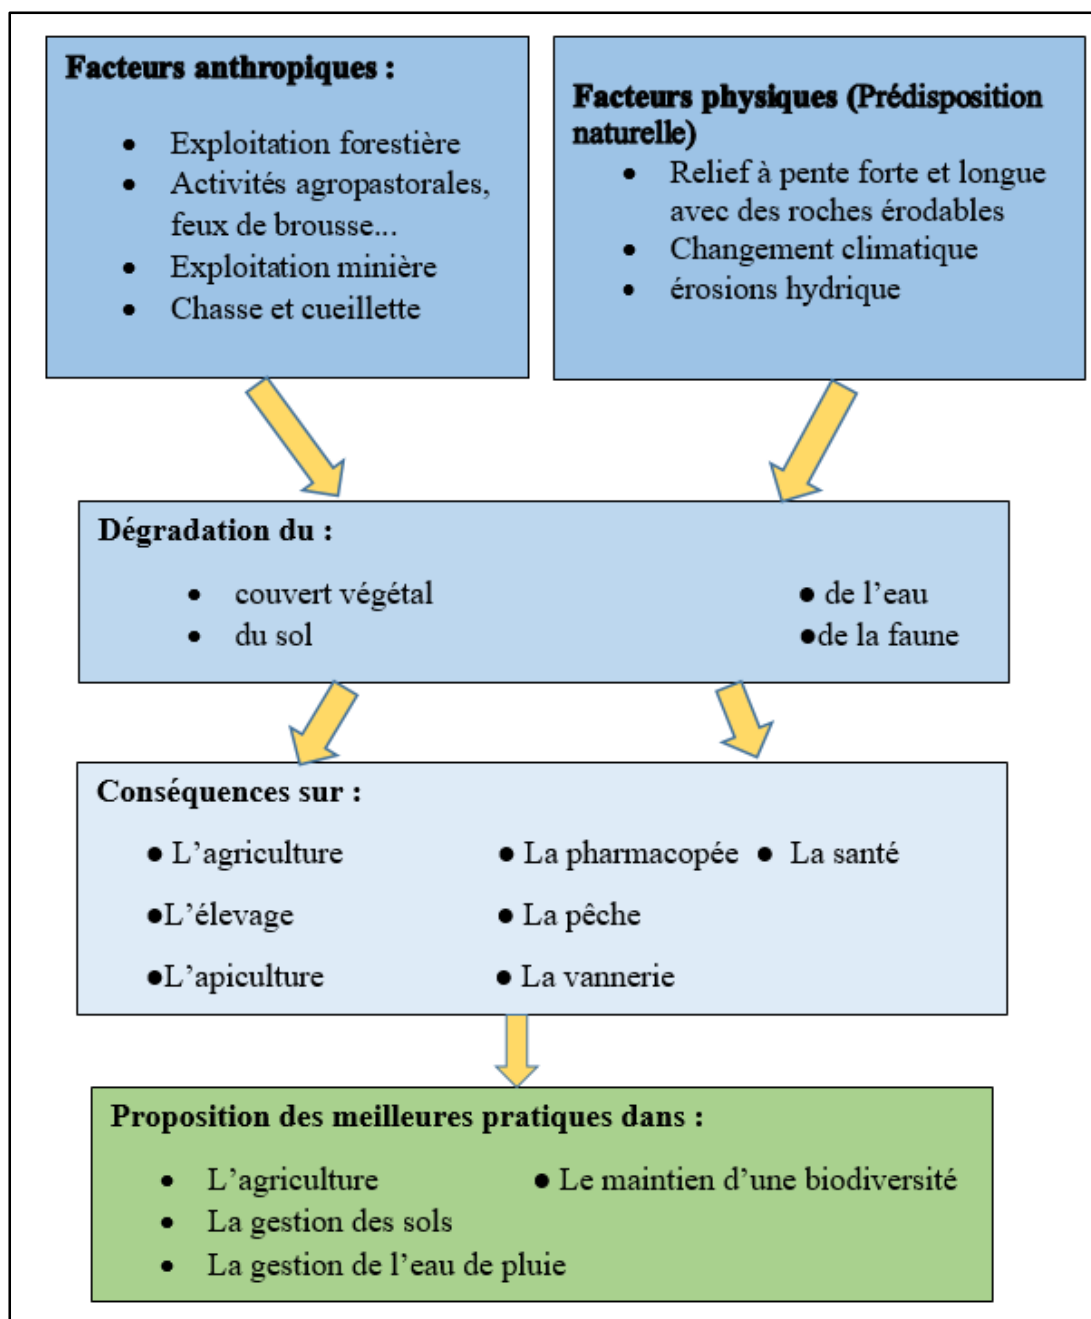 Facteurs anthropiques :
• Exploitation forestière
• Activités agropastorales,
feux de brousse...
• Exploitation minière
• Chasse et cueillette
Facteurs physiques (Prédisposition
naturelle)
• Relief à pente forte et longue
avec des roches érodables
• Changement climatique
• érosions hydrique
Dégradation du :
• couvert végétal ● de l’eau
• du sol ●de la faune
Conséquences sur :
● L’agriculture ● La pharmacopée ● La santé
●L’élevage ● La pêche
●L’apiculture ● La vannerie
Proposition des meilleures pratiques dans :
• L’agriculture ● Le maintien d’une biodiversité
• La gestion des sols
• La gestion de l’eau de pluie